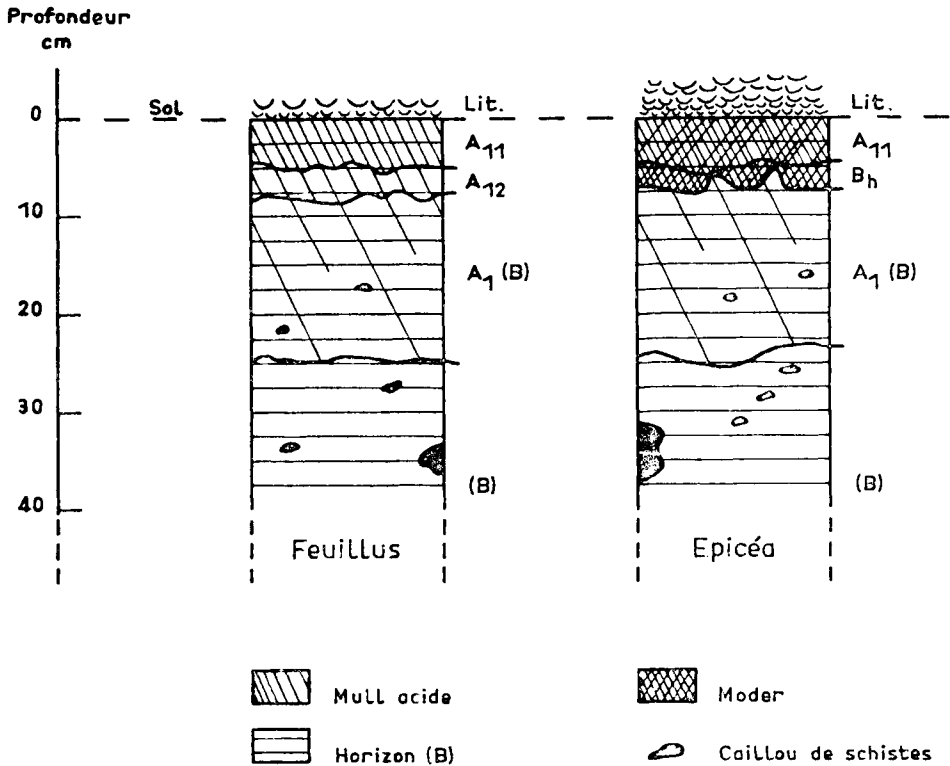 Profondeur
cm
0
10
20
30
40
Sol
Lit.
A11
A12
A1 (B)
(B)
Feuillus
Lit.
A11
Bh
A1 (B)
(B)
Epicéa
Mull acide
Moder
Horizon (B)
Caillou de schistes